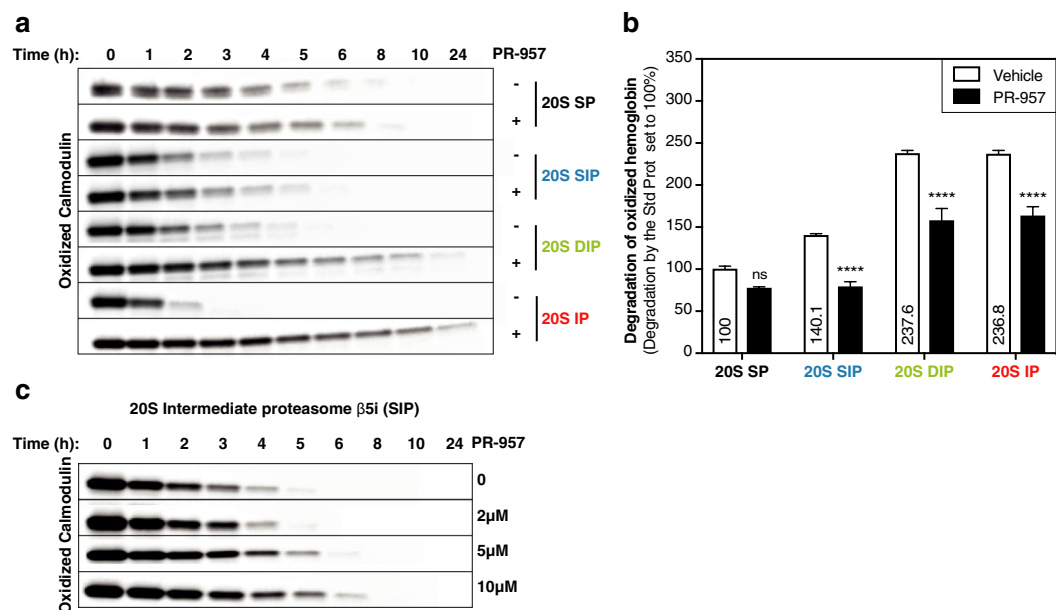 a
Time (h): 0 1 2 3 4 5 6 8 10 24 PR-957
Oxidized Calmodulin
-
+
20S SP
-
+
20S SIP
-
+
20S DIP
-
+
20S IP
b
Degradation of oxidized hemoglobin
(Degradation by the Std Prot set to 100%)
350
300
250
200
150
100
50
0
Vehicle
PR-957
ns
****
****
****
100
140.1
237.6
236.8
20S SP 20S SIP 20S DIP 20S IP
c
20S Intermediate proteasome β5i (SIP)
Time (h): 0 1 2 3 4 5 6 8 10 24 PR-957
Oxidized Calmodulin
0
2µM
5µM
10µM